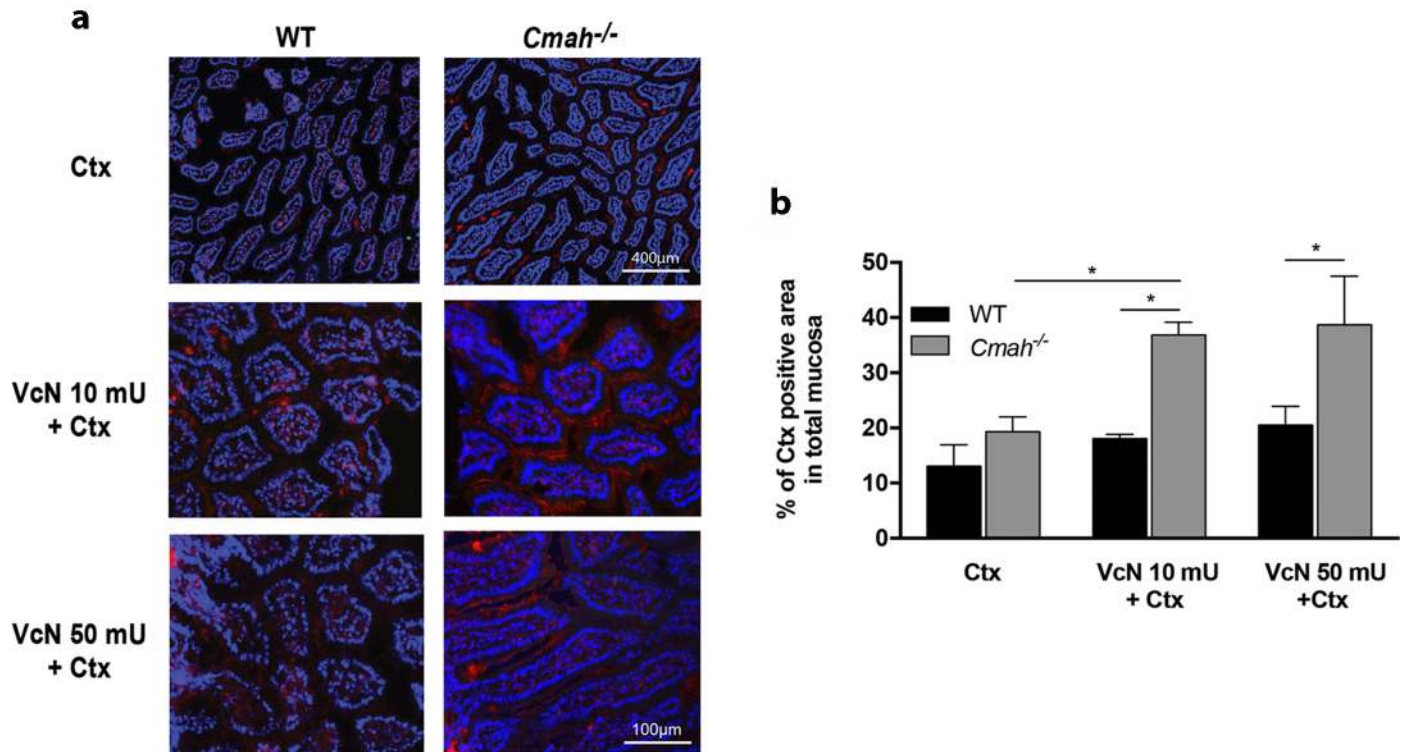 a
WT
Cmah-/-
Ctx
400µm
VcN 10 mU
+ Ctx
VcN 50 mU
+ Ctx
100µm
b
% of Ctx positive area
in total mucosa
50
40
30
20
10
0
*
*
*
WT
Cmah-/-
Ctx
VcN 10 mU
+ Ctx
VcN 50 mU
+Ctx